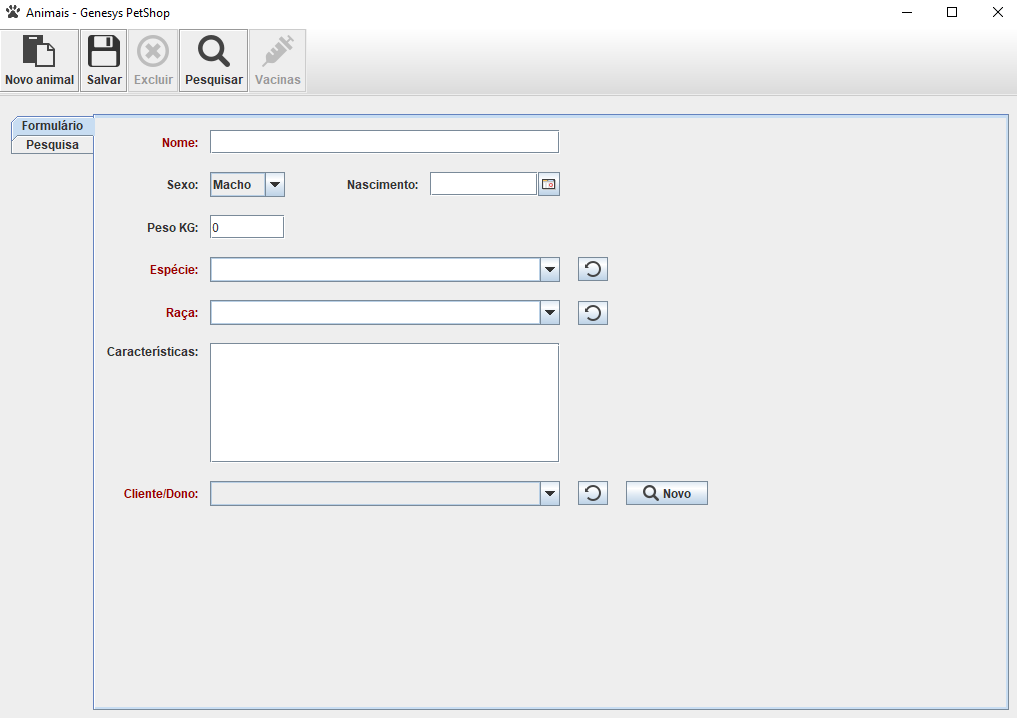 Animais - Genesys PetShop
Novo animal Salvar Excluir Pesquisar Vacinas
Formulário
Pesquisa
Nome:
Sexo: Macho Nascimento:
Peso KG: 0
Espécie:
Raça:
Características:
Cliente/Dono: Novo